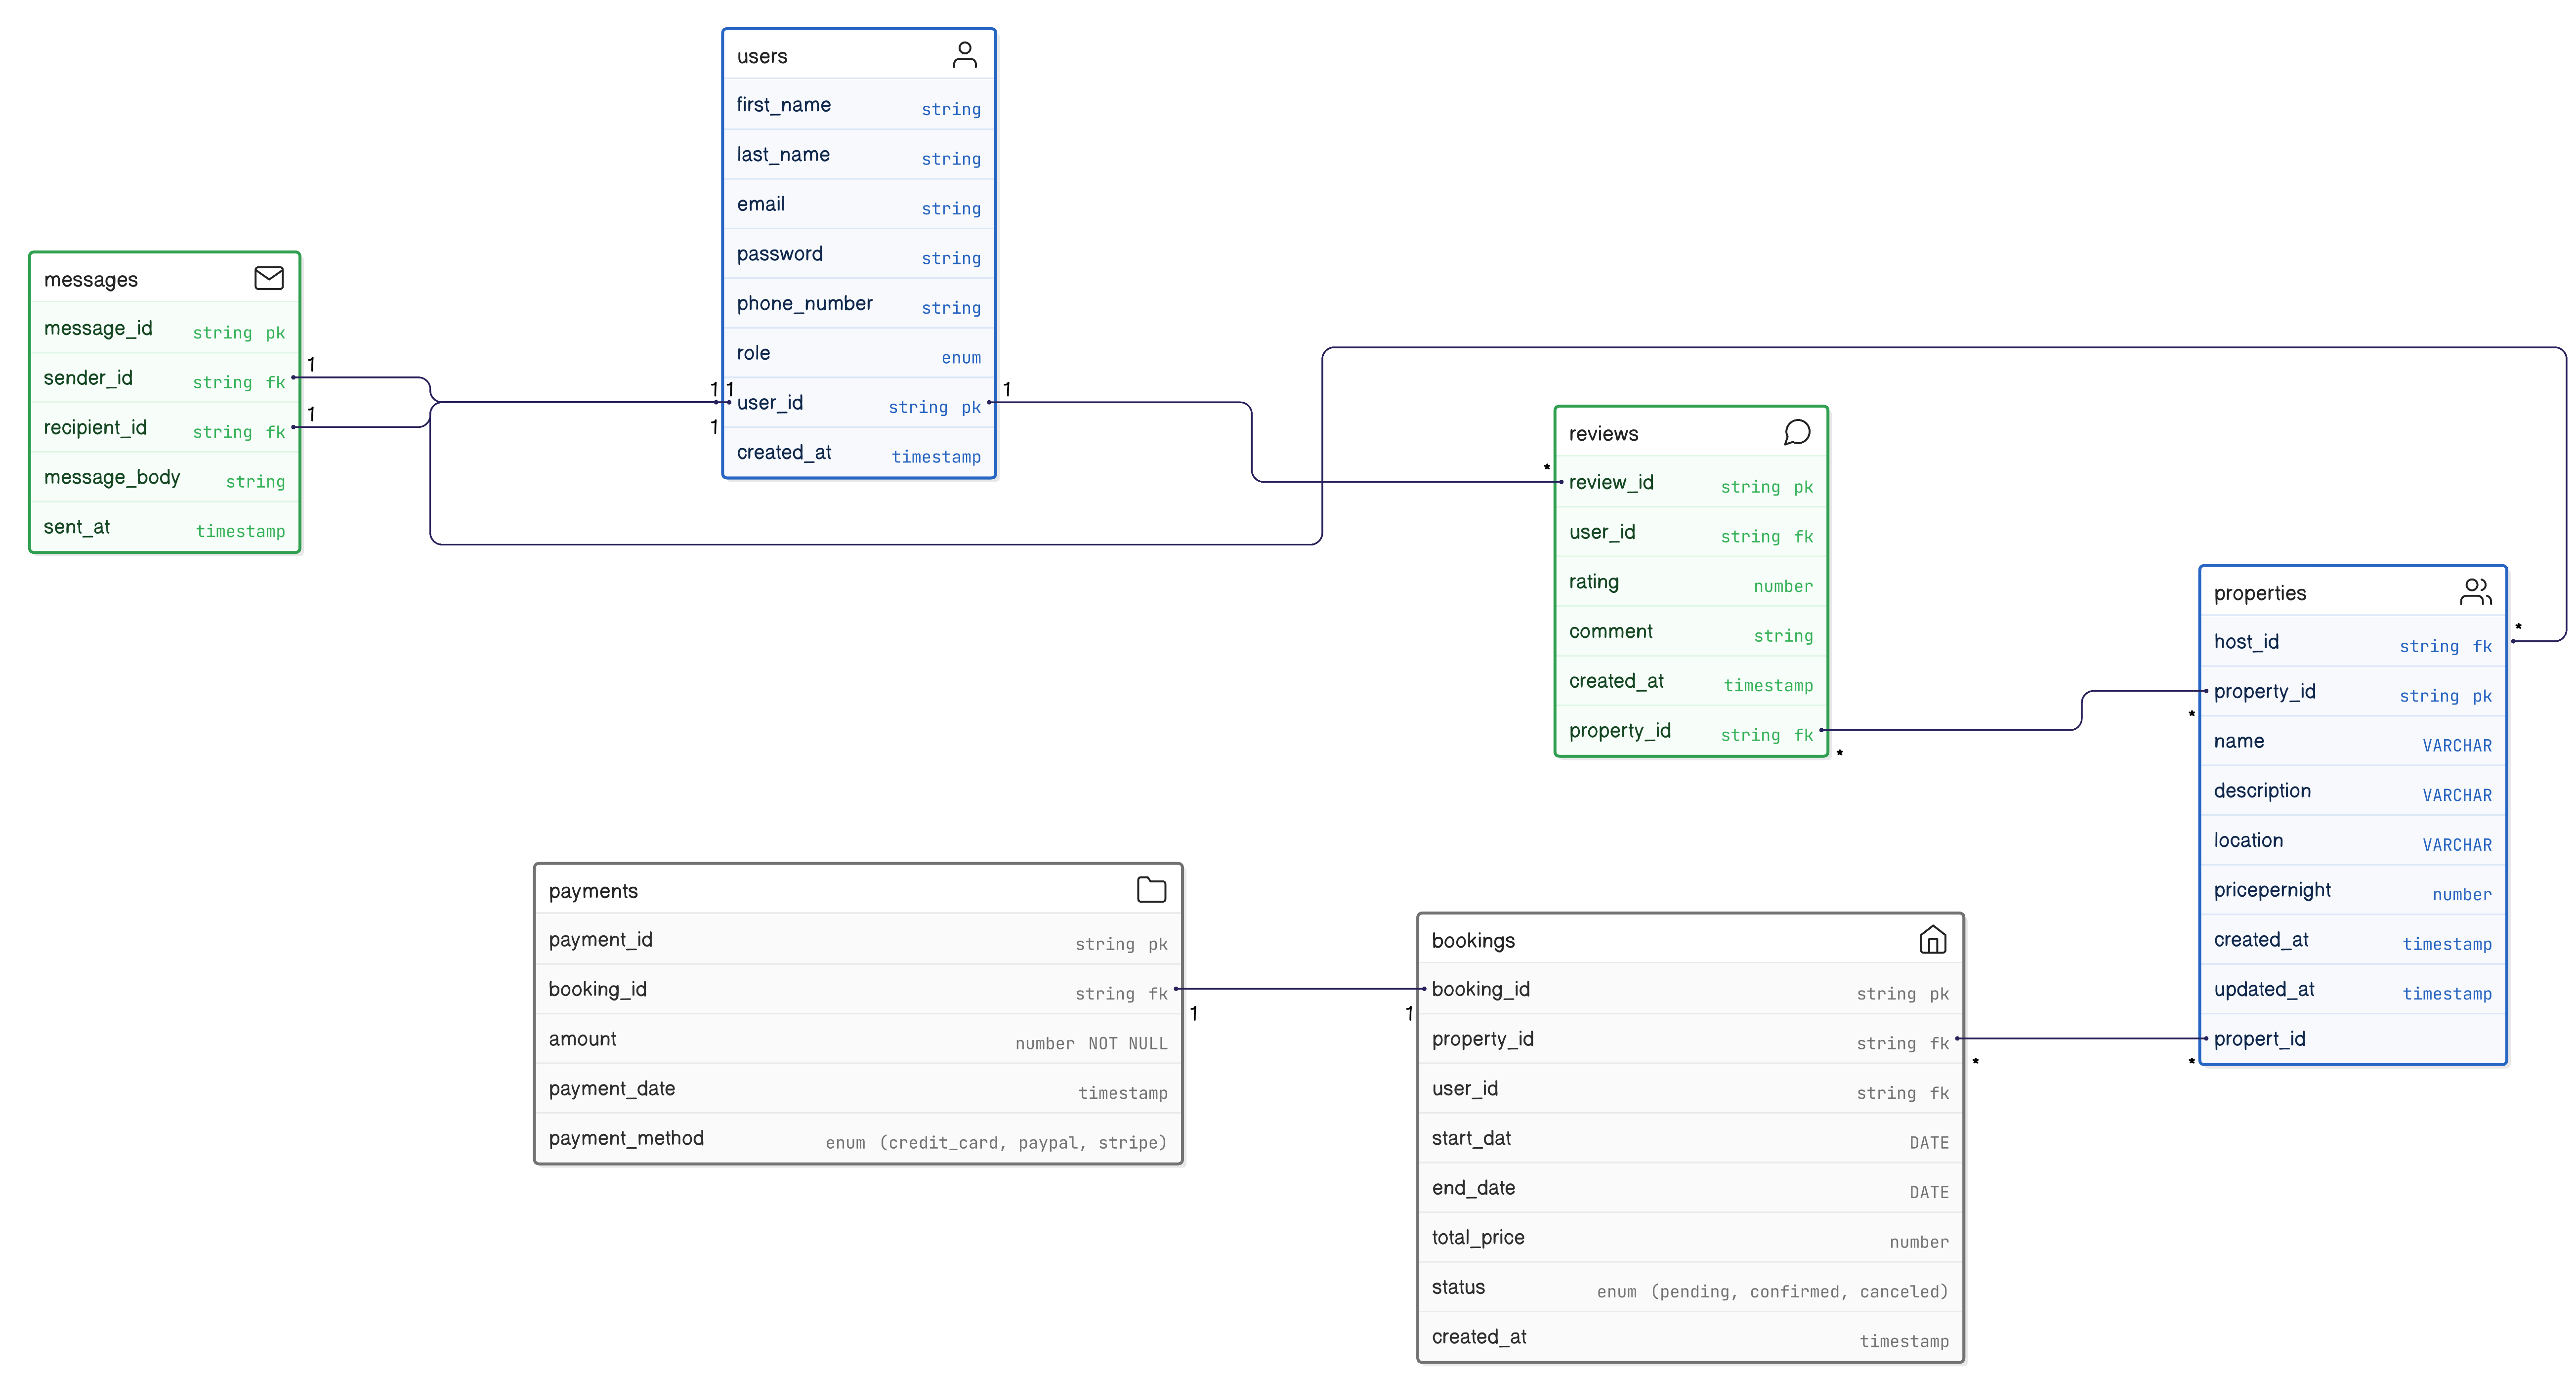 users
first_name string
last_name string
email string
password string
phone_number string
role enum
user_id string pk
created_at timestamp
messages
message_id string pk
sender_id string fk
recipient_id string fk
message_body string
sent_at timestamp
1
1
1 1
1
1
reviews
* review_id string pk
user_id string fk
rating number
comment string
created_at timestamp
property_id string fk
*
properties
host_id string fk
*
property_id string pk
*
name VARCHAR
description VARCHAR
location VARCHAR
pricepernight number
created_at timestamp
updated_at timestamp
propert_id
*
payments
payment_id string pk
booking_id string fk
amount number NOT NULL
payment_date timestamp
payment_method enum (credit_card, paypal, stripe)
1 1
bookings
booking_id string pk
property_id string fk
*
user_id string fk
start_dat DATE
end_date DATE
total_price number
status enum (pending, confirmed, canceled)
created_at timestamp